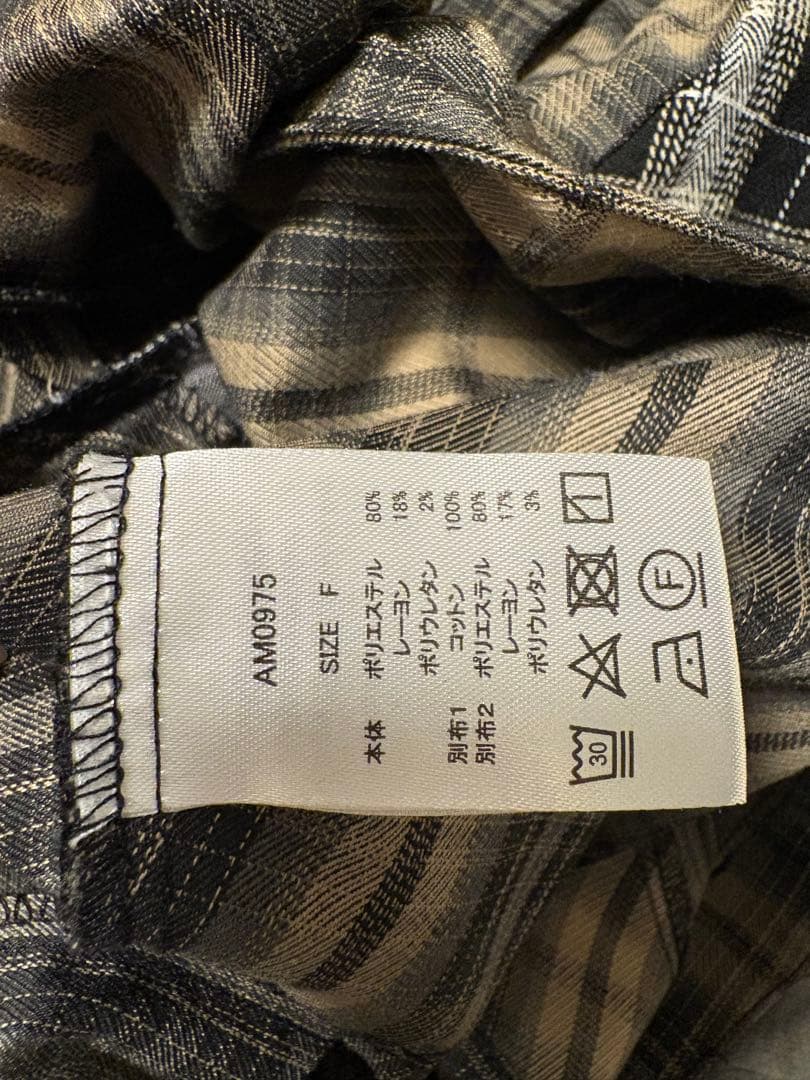 AM0975
SIZE F
本体 ポリエステル 80%
レーヨン 18%
ポリウレタン 2%
別布1 コットン 100%
別布2 ポリエステル 80%
レーヨン 17%
ポリウレタン 3%
30
F